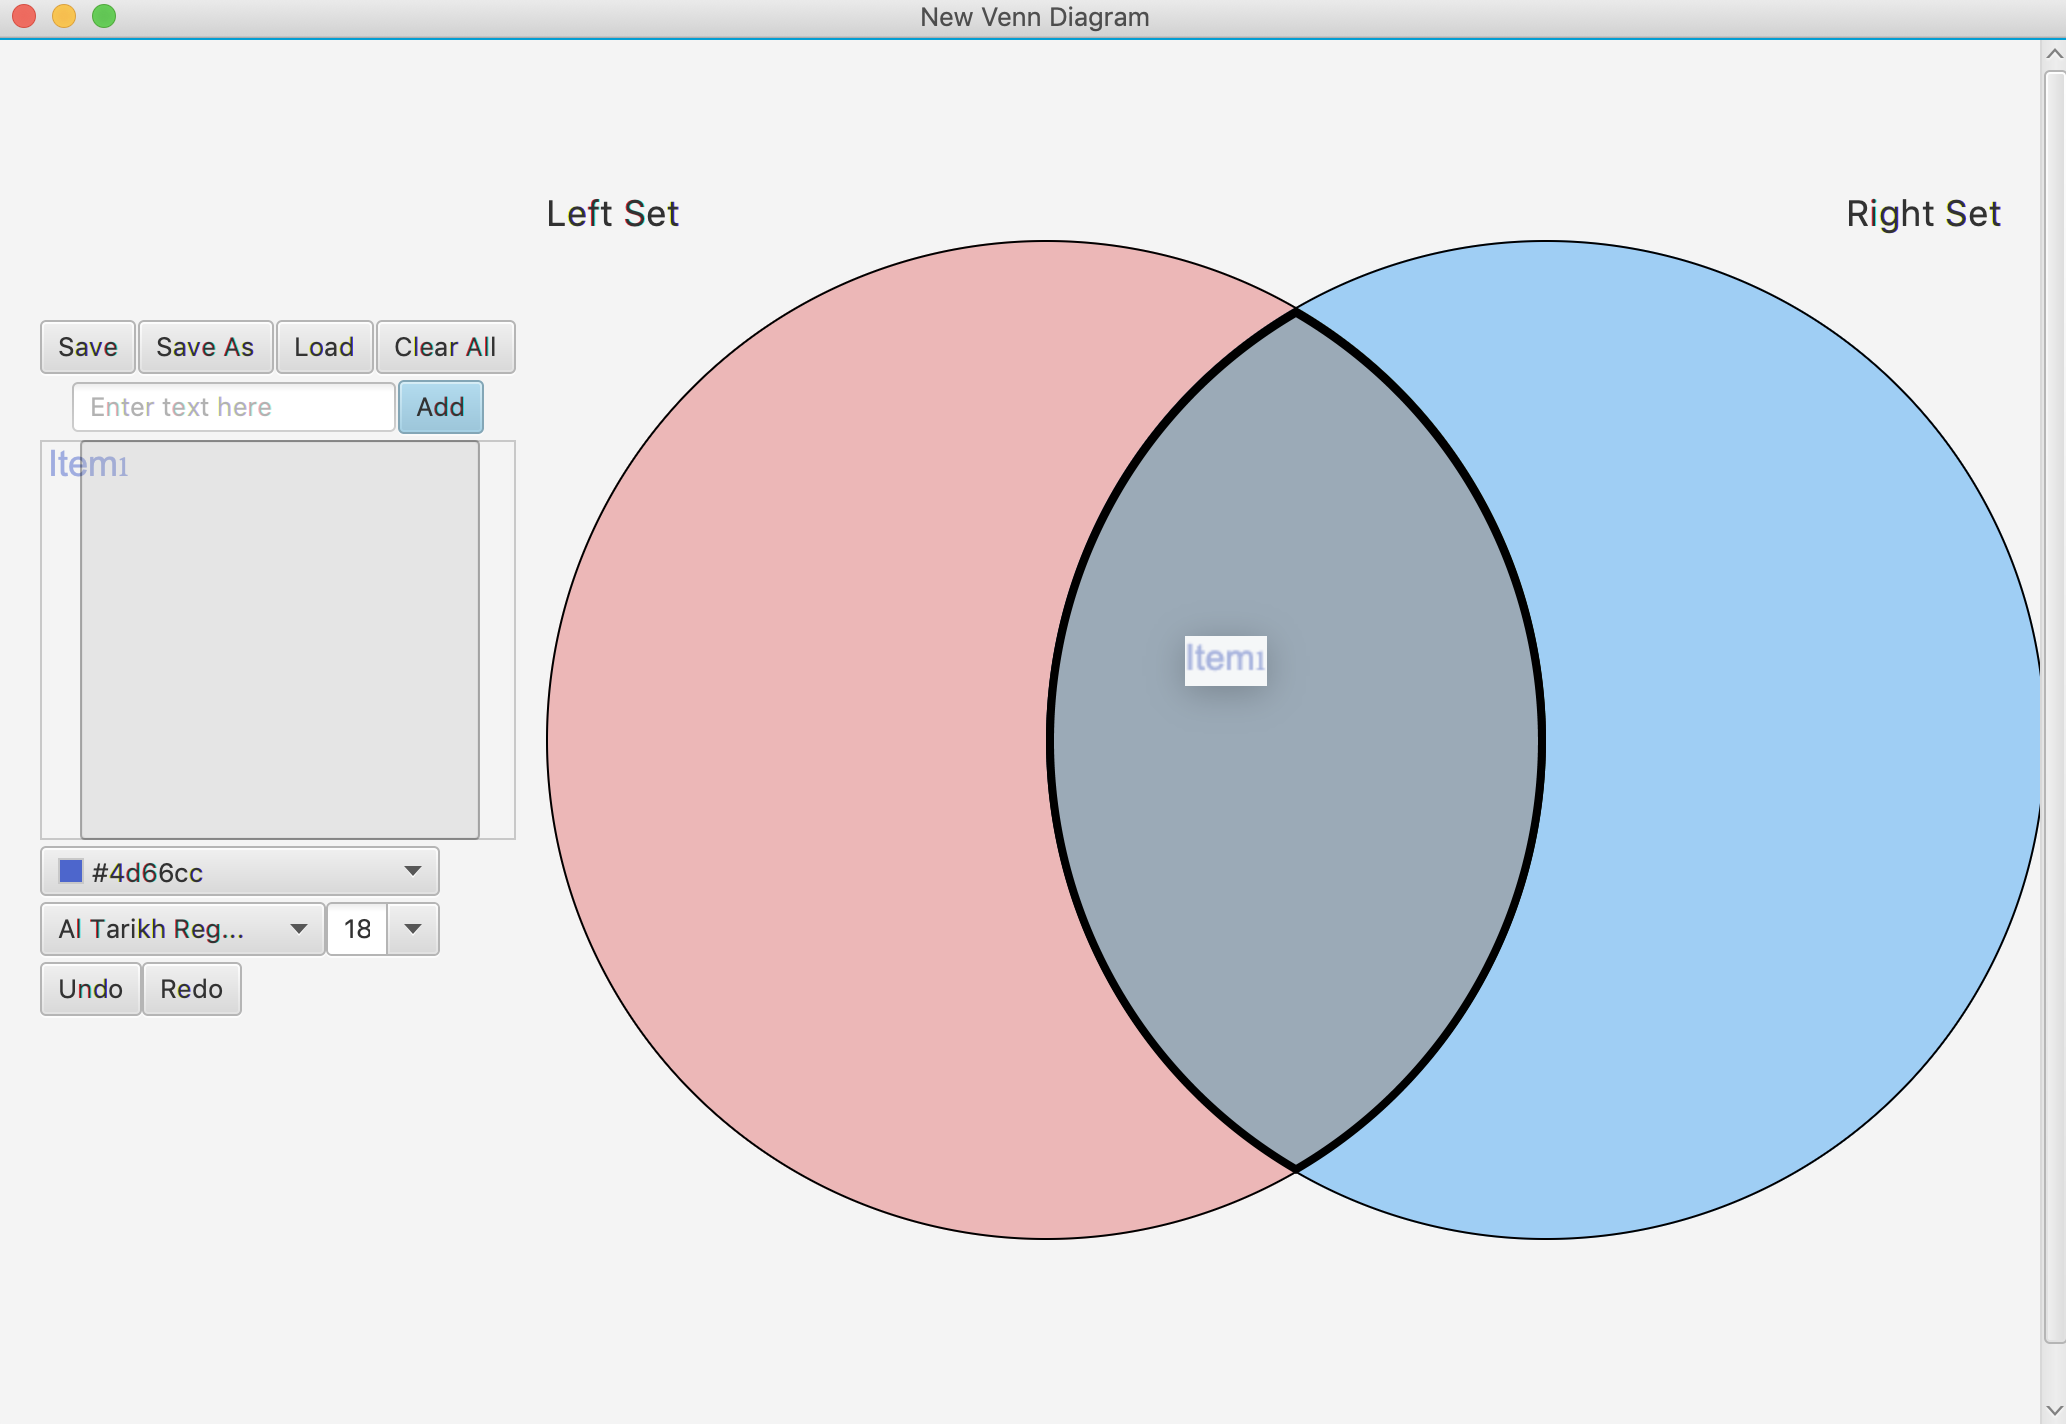 New Venn Diagram
Left Set
Right Set
Save Save As Load Clear All
Enter text here Add
Item1
Item1
#4d66cc
Al Tarikh Reg... 18
Undo Redo